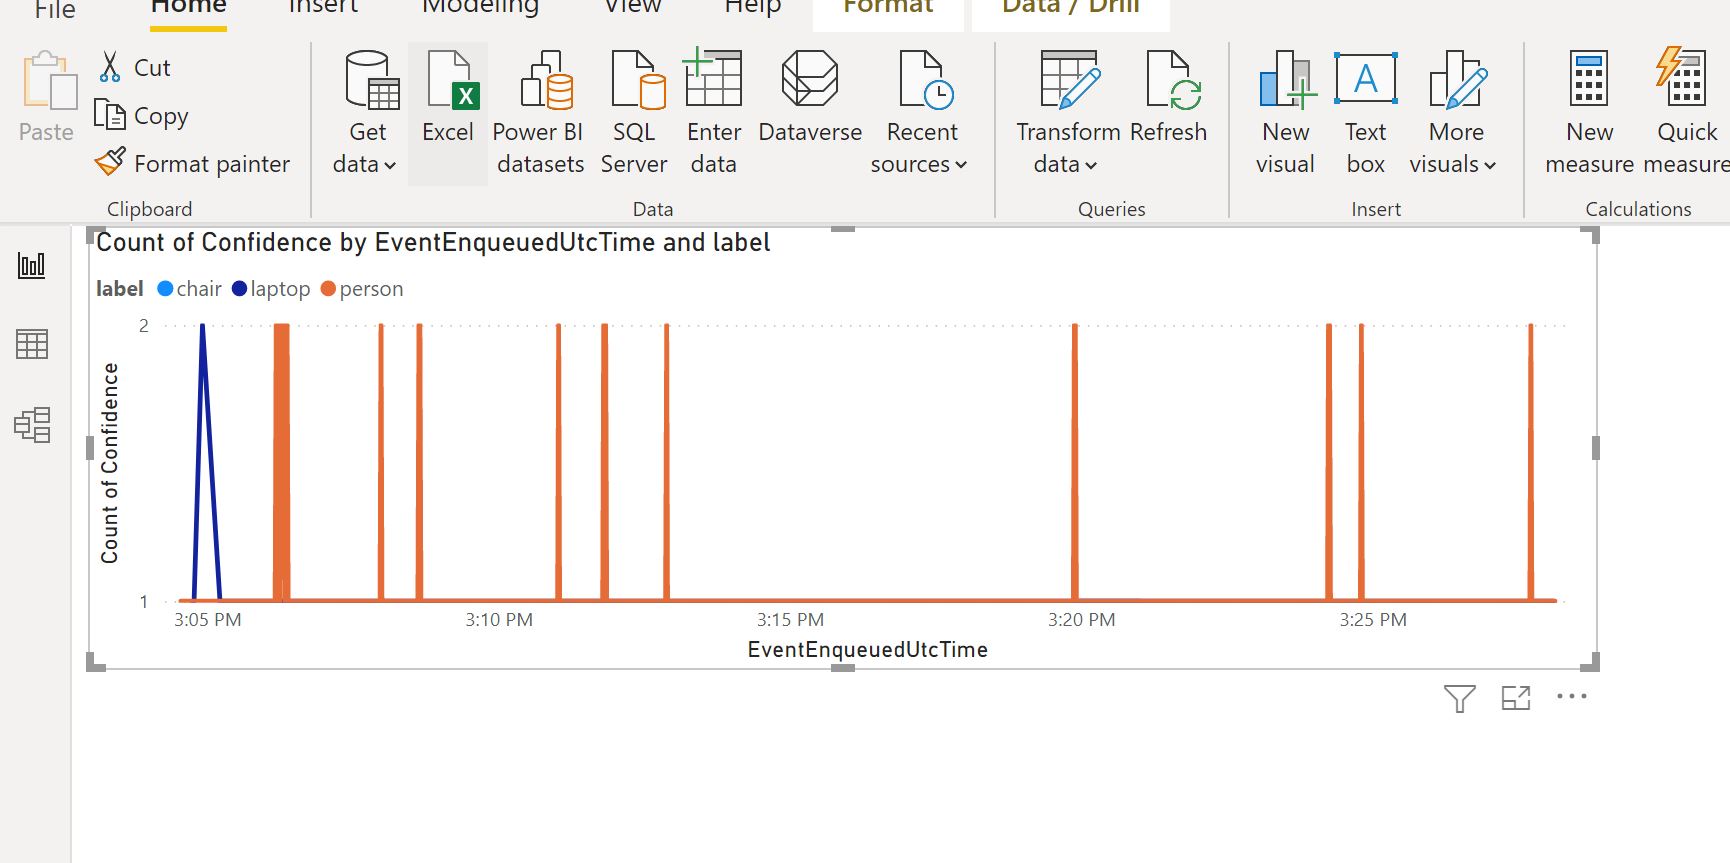 File Home Insert Modeling View Help Format Data / Drill
Paste
Cut
Copy
Format painter
Clipboard
Get data
Excel
X
Power BI datasets
SQL Server
Enter data
Dataverse
Recent sources
Data
Transform data
Refresh
Queries
New visual
A
Text box
More visuals
Insert
New measure
Quick measure
Calculations
Count of Confidence by EventEnqueuedUtcTime and label
label chair laptop person
2
Count of Confidence
1
3:05 PM 3:10 PM 3:15 PM 3:20 PM 3:25 PM
EventEnqueuedUtcTime